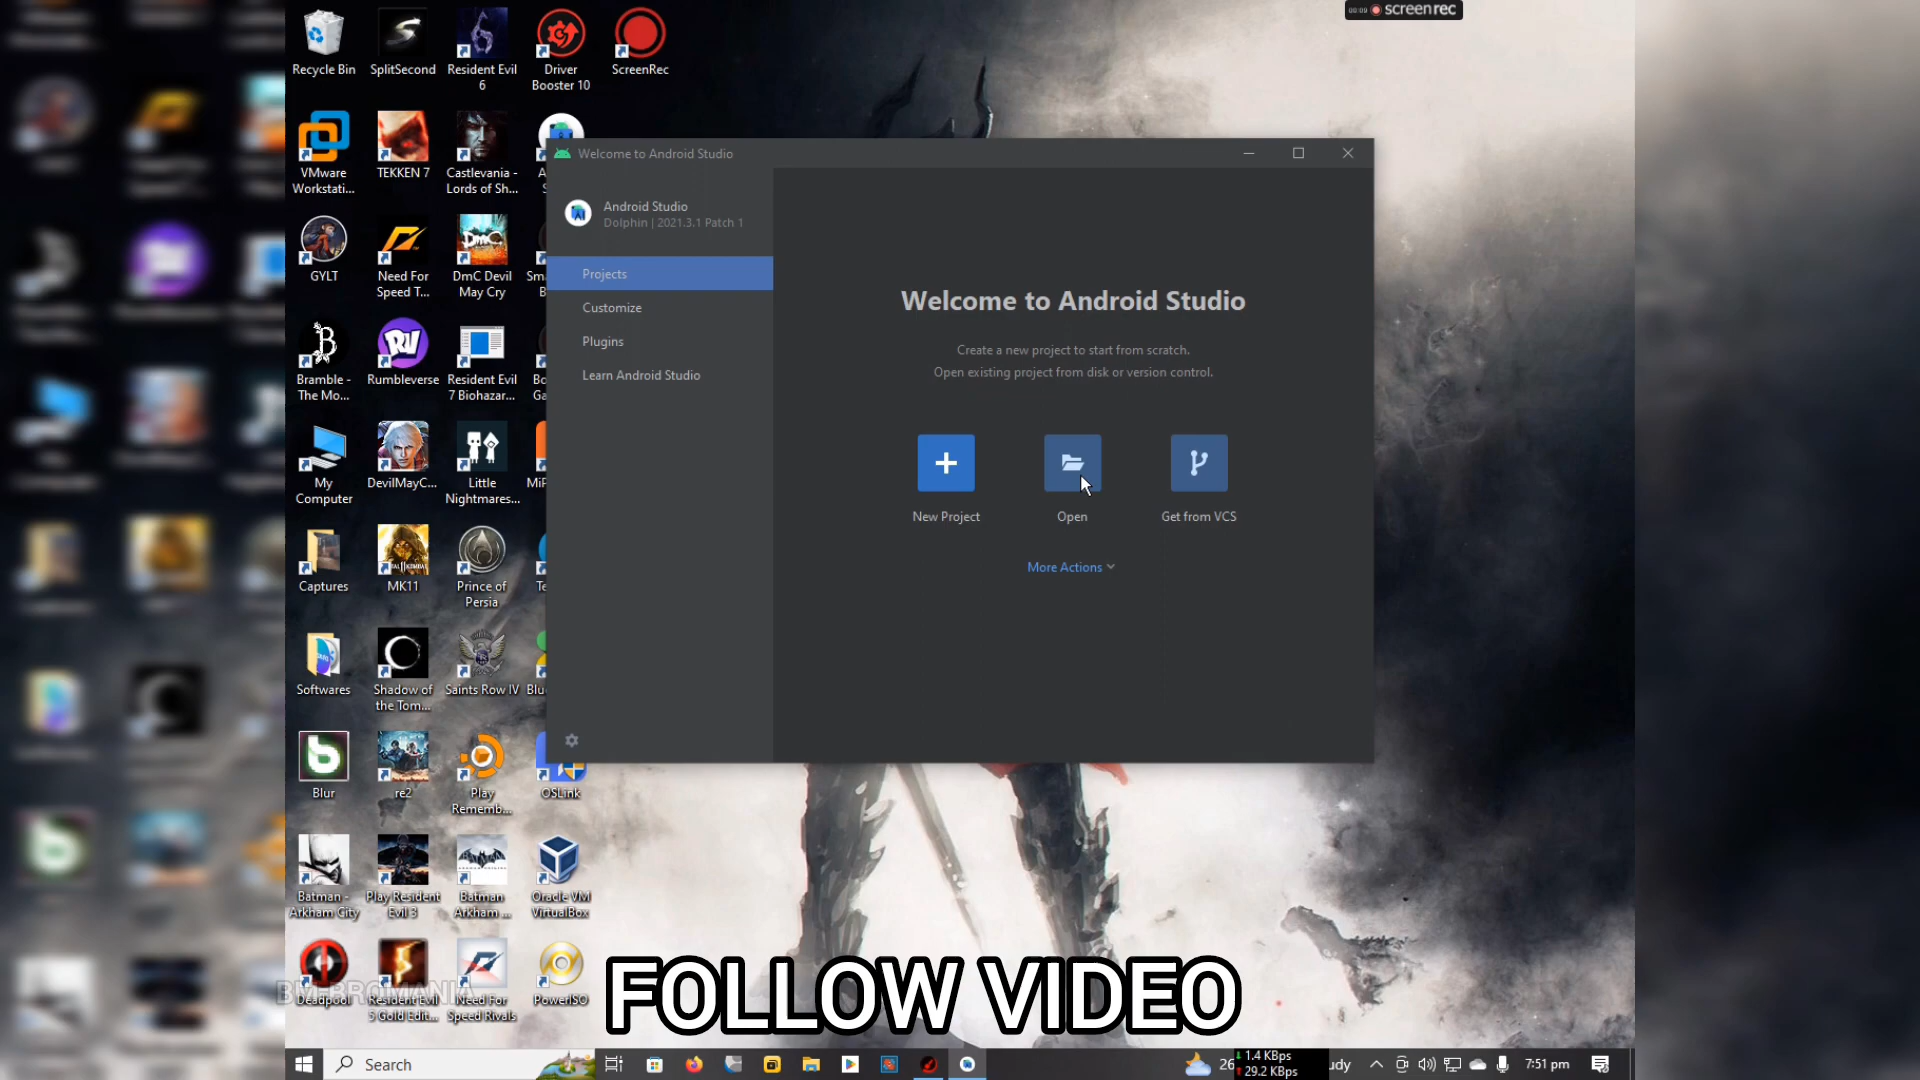 00:09 screenrec
Recycle Bin
SplitSecond
Resident Evil
6
Driver
Booster 10
ScreenRec
VMware
Workstati...
TEKKEN 7
Castlevania -
Lords of Sh...
GYLT
Need For
Speed T...
DmC Devil
May Cry
Bramble -
The Mo...
Rumbleverse
Resident Evil
7 Biohazar...
My
Computer
DevilMayC...
Little
Nightmares...
Captures
MK11
Prince of
Persia
Softwares
Shadow of
the Tom...
Saints Row IV
Blur
re2
Play
Rememb...
OSLink
Batman -
Arkham City
Play Resident
Evil 3
Batman
Arkham ...
Oracle VM
VirtualBox
Deadpool
Resident Evil
5 Gold Edit...
Need For
Speed Rivals
PowerISO
Welcome to Android Studio
Android Studio
Dolphin | 2021.3.1 Patch 1
Projects
Customize
Plugins
Learn Android Studio
Welcome to Android Studio
Create a new project to start from scratch.
Open existing project from disk or version control.
New Project
Open
Get from VCS
More Actions
FOLLOW VIDEO
Search
26
1.4 KBps
29.2 KBps
udy
7:51 pm